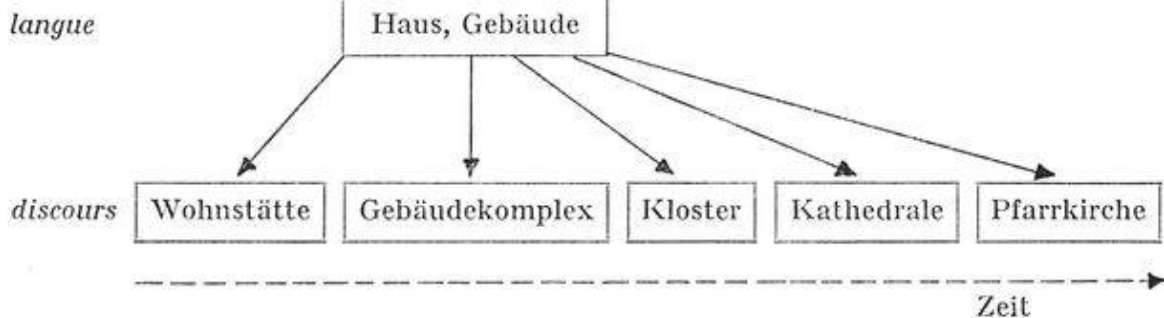 langue Haus, Gebäude
discours Wohnstätte Gebäudekomplex Kloster Kathedrale Pfarrkirche
Zeit